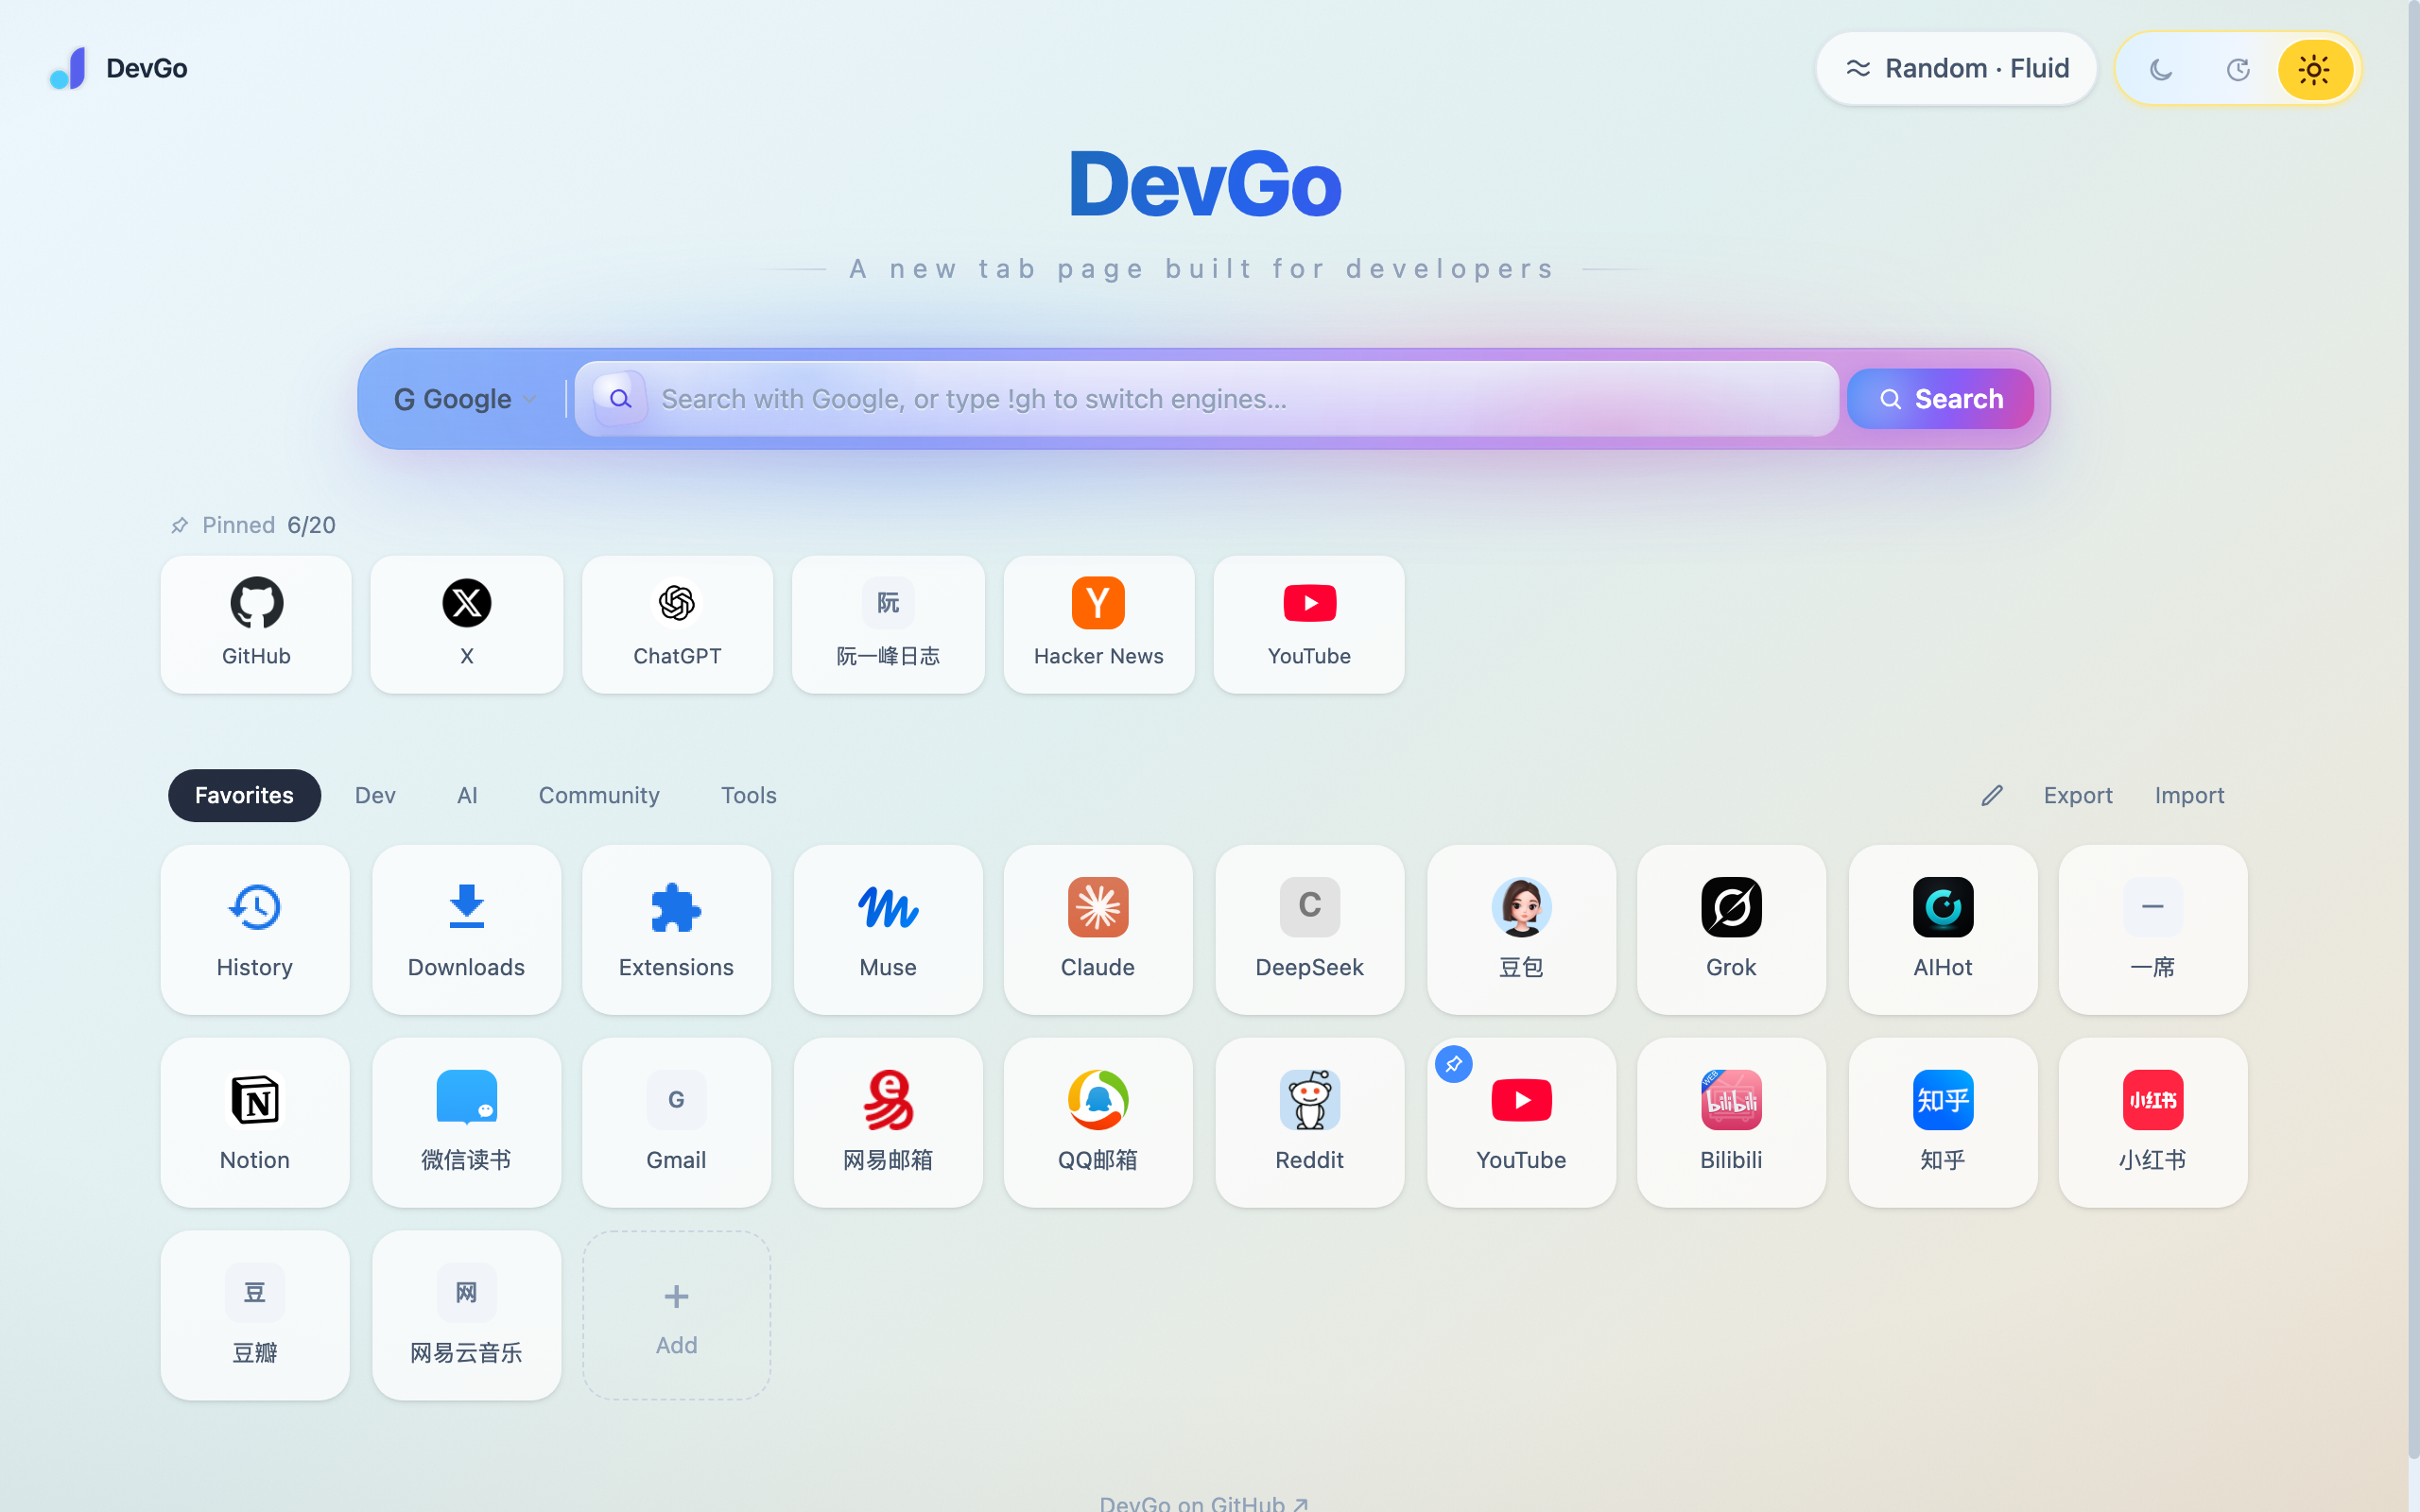 DevGo
Random · Fluid
DevGo
A new tab page built for developers
G Google
Search with Google, or type !gh to switch engines...
Search
Pinned 6/20
阮
GitHub
X
ChatGPT
阮一峰日志
Hacker News
YouTube
Favorites
Dev
AI
Community
Tools
Export
Import
C
一
History
Downloads
Extensions
Muse
Claude
DeepSeek
豆包
Grok
AIHot
一席
G
WEB
bilibili
知乎
小红书
Notion
微信读书
Gmail
网易邮箱
QQ邮箱
Reddit
YouTube
Bilibili
知乎
小红书
豆
网
豆瓣
网易云音乐
Add
DevGo on GitHub